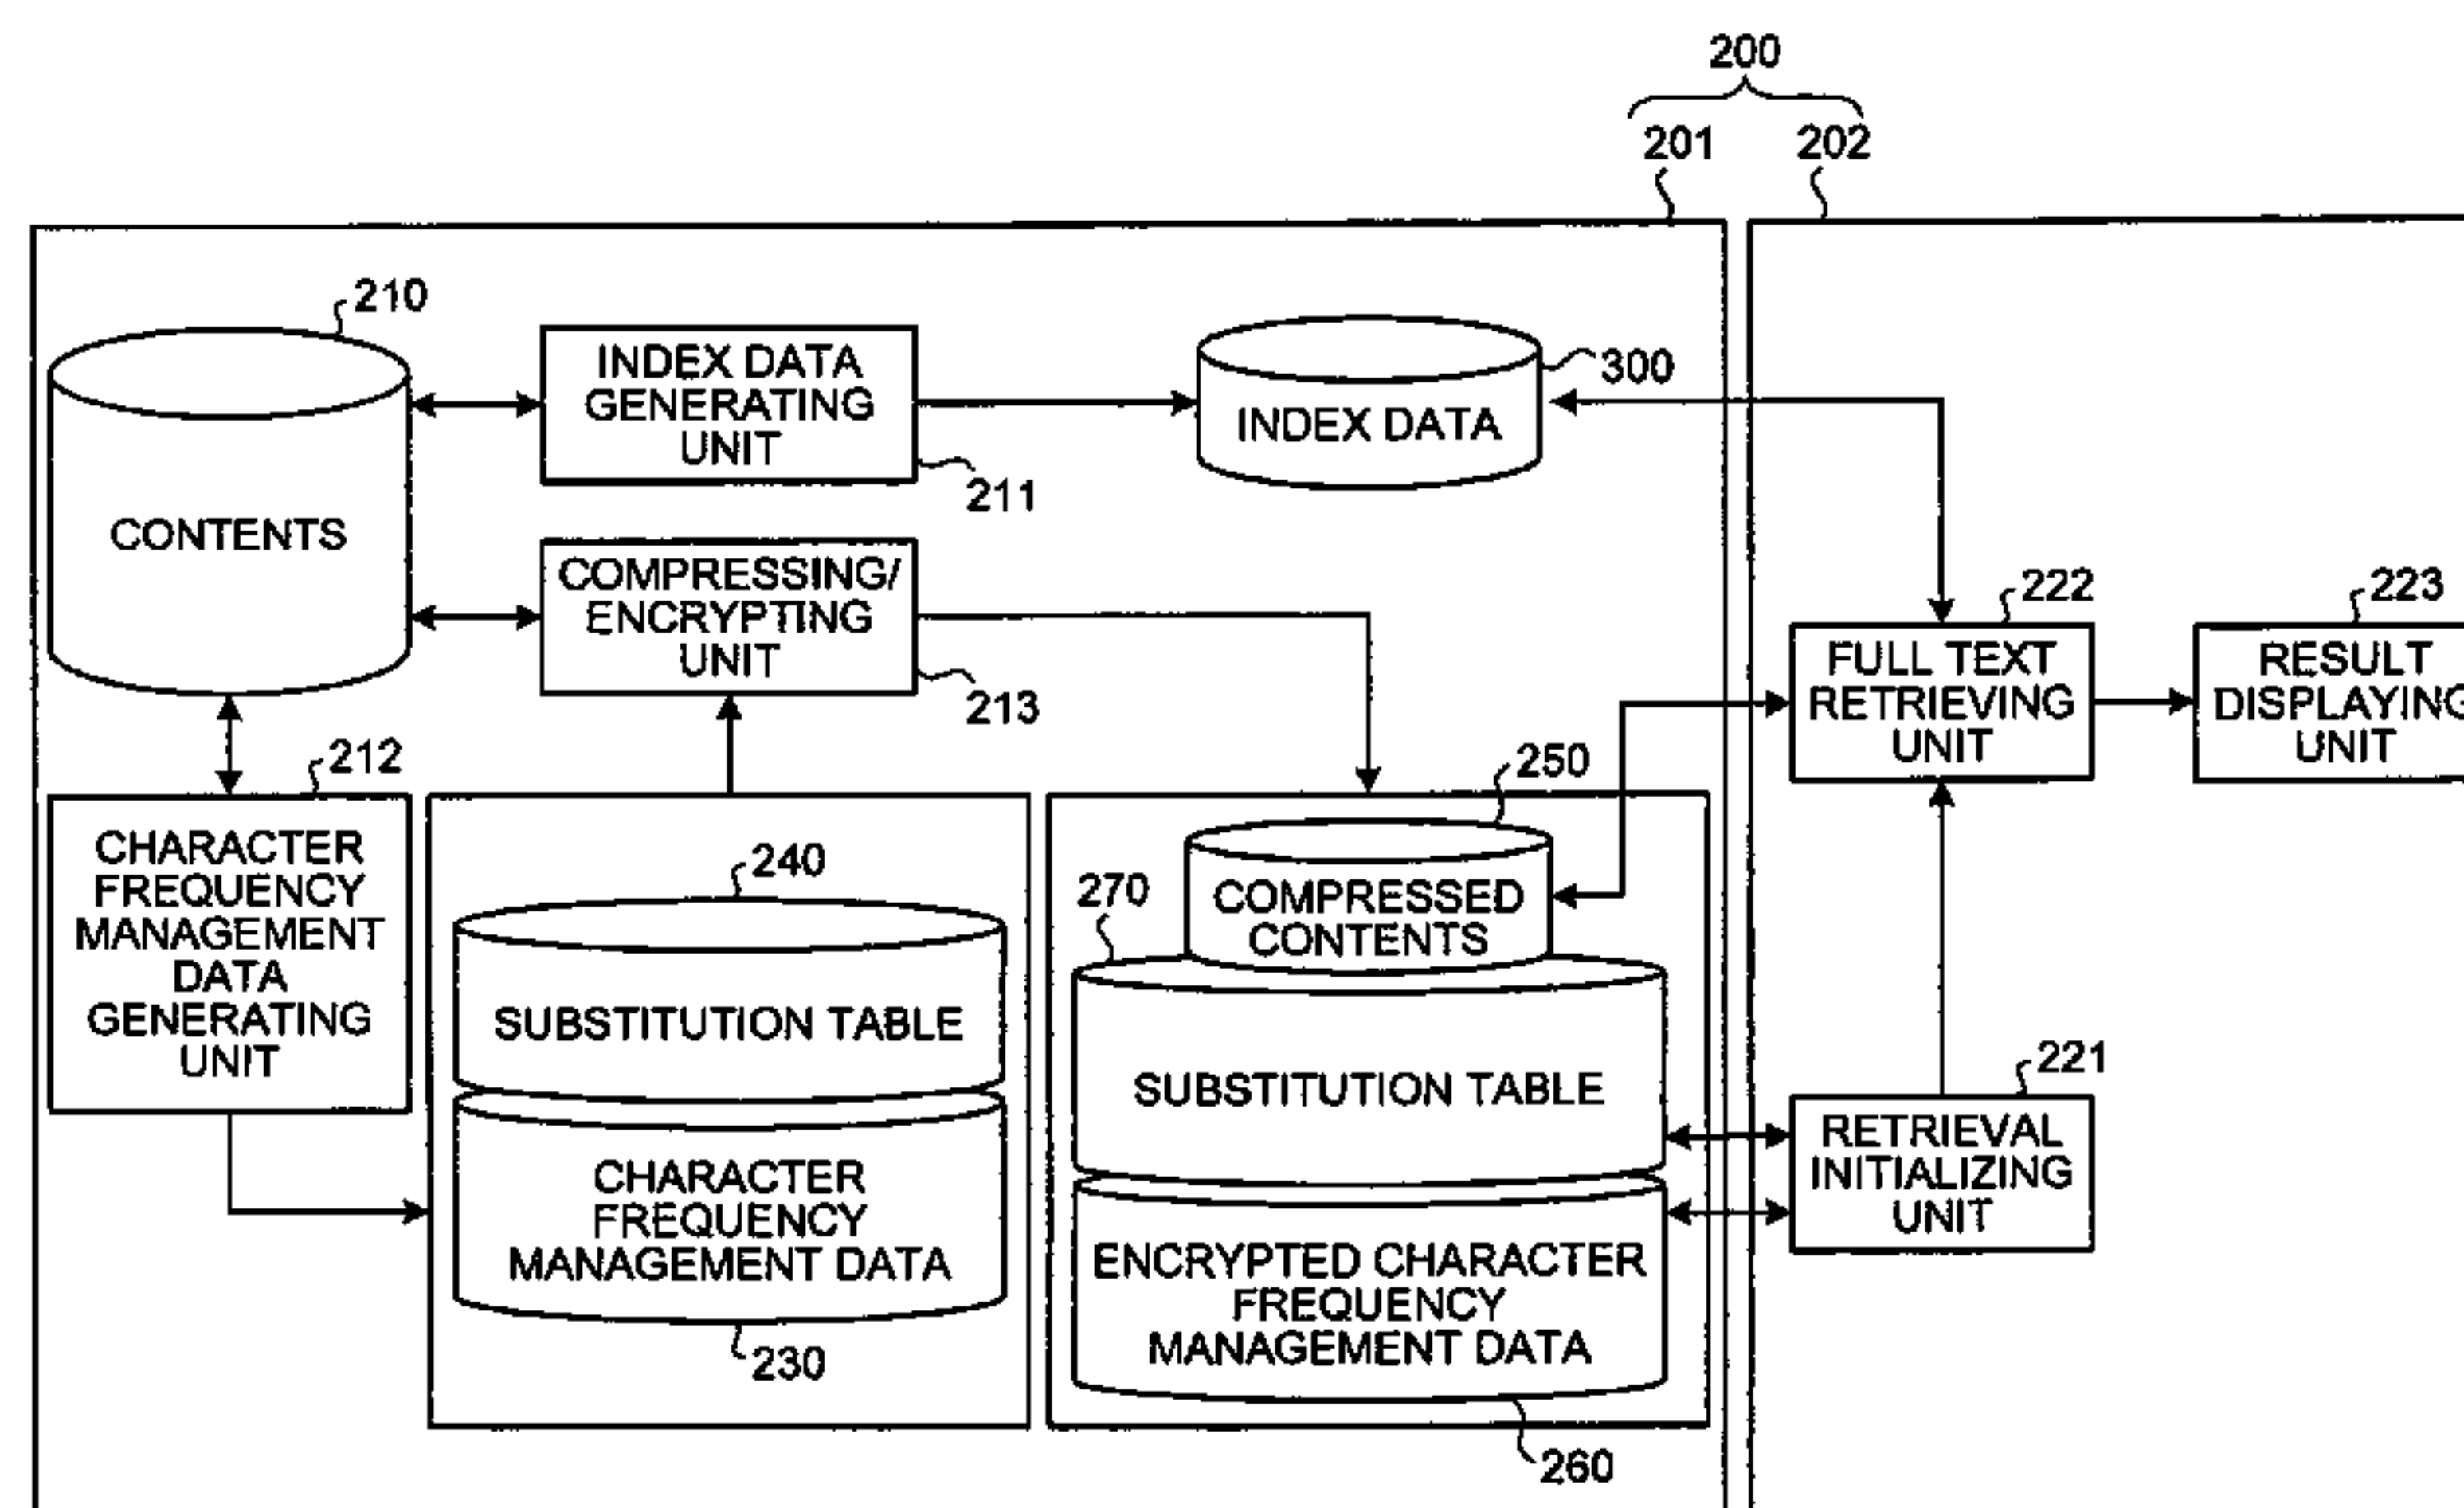 200
201
202
210
INDEX DATA
GENERATING
UNIT
211
INDEX DATA
300
CONTENTS
COMPRESSING/
ENCRYPTING
UNIT
213
222
FULL TEXT
RETRIEVING
UNIT
223
RESULT
DISPLAYING
UNIT
212
CHARACTER
FREQUENCY
MANAGEMENT
DATA
GENERATING
UNIT
240
SUBSTITUTION TABLE
CHARACTER
FREQUENCY
MANAGEMENT DATA
230
250
COMPRESSED
CONTENTS
270
SUBSTITUTION TABLE
ENCRYPTED CHARACTER
FREQUENCY
MANAGEMENT DATA
260
221
RETRIEVAL
INITIALIZING
UNIT